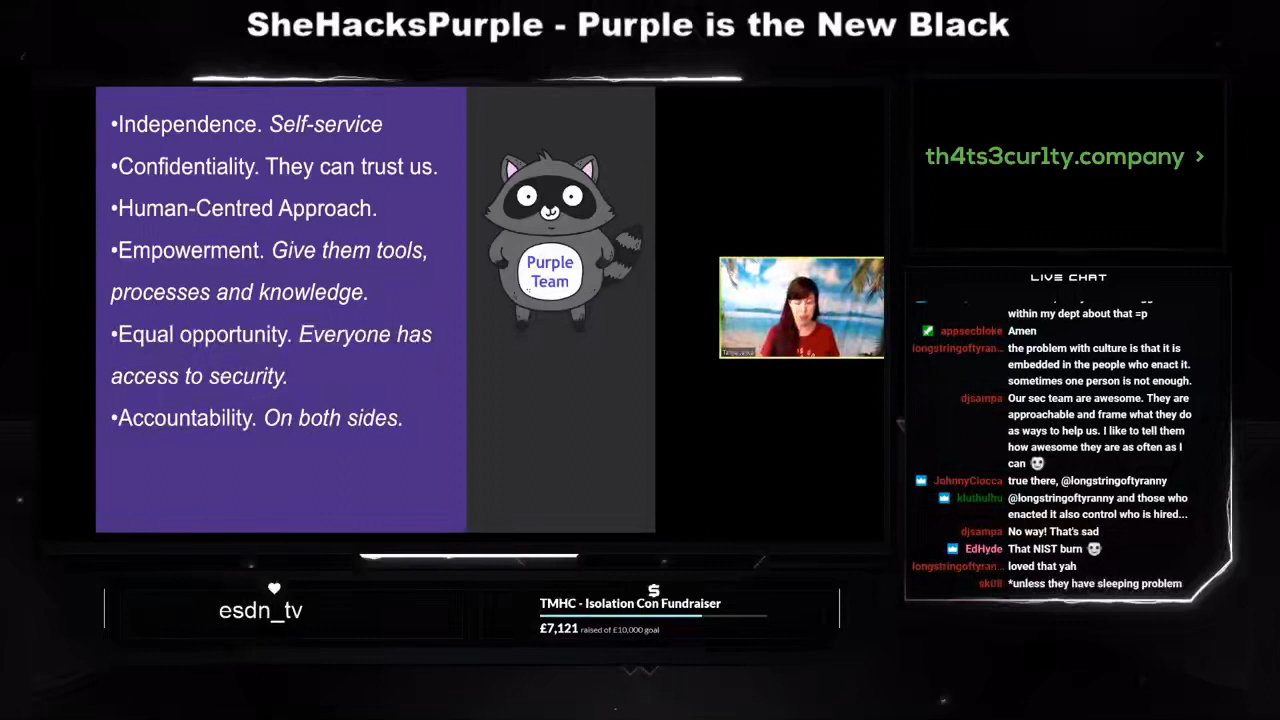 SheHacksPurple - Purple is the New Black
•Independence. Self-service
•Confidentiality. They can trust us.
•Human-Centred Approach.
•Empowerment. Give them tools,
processes and knowledge.
•Equal opportunity. Everyone has
access to security.
•Accountability. On both sides.
Purple
Team
th4ts3cur1ty.company >
LIVE CHAT
within my dept about that =p
appsecbloke Amen
longstringoftyran... the problem with culture is that it is
embedded in the people who enact it.
sometimes one person is not enough.
djsampa Our sec team are awesome. They are
approachable and frame what they do
as ways to help us. I like to tell them
how awesome they are as often as I
can
JohnnyCiocca true there, @longstringoftyranny
kluthulhu @longstringoftyranny and those who
enacted it also control who is hired...
djsampa No way! That's sad
EdHyde That NIST burn
longstringoftyran... loved that yah
*unless they have sleeping problem
esdn_tv
$
TMHC - Isolation Con Fundraiser
£7,121 raised of £10,000 goal